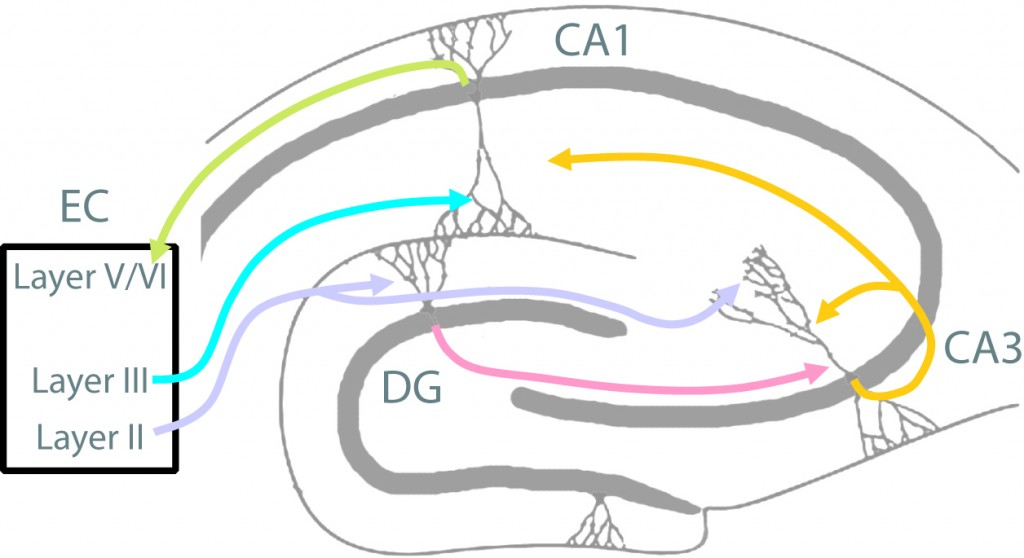 CA1
EC
Layer V/VI
Layer III
Layer II
DG
CA3